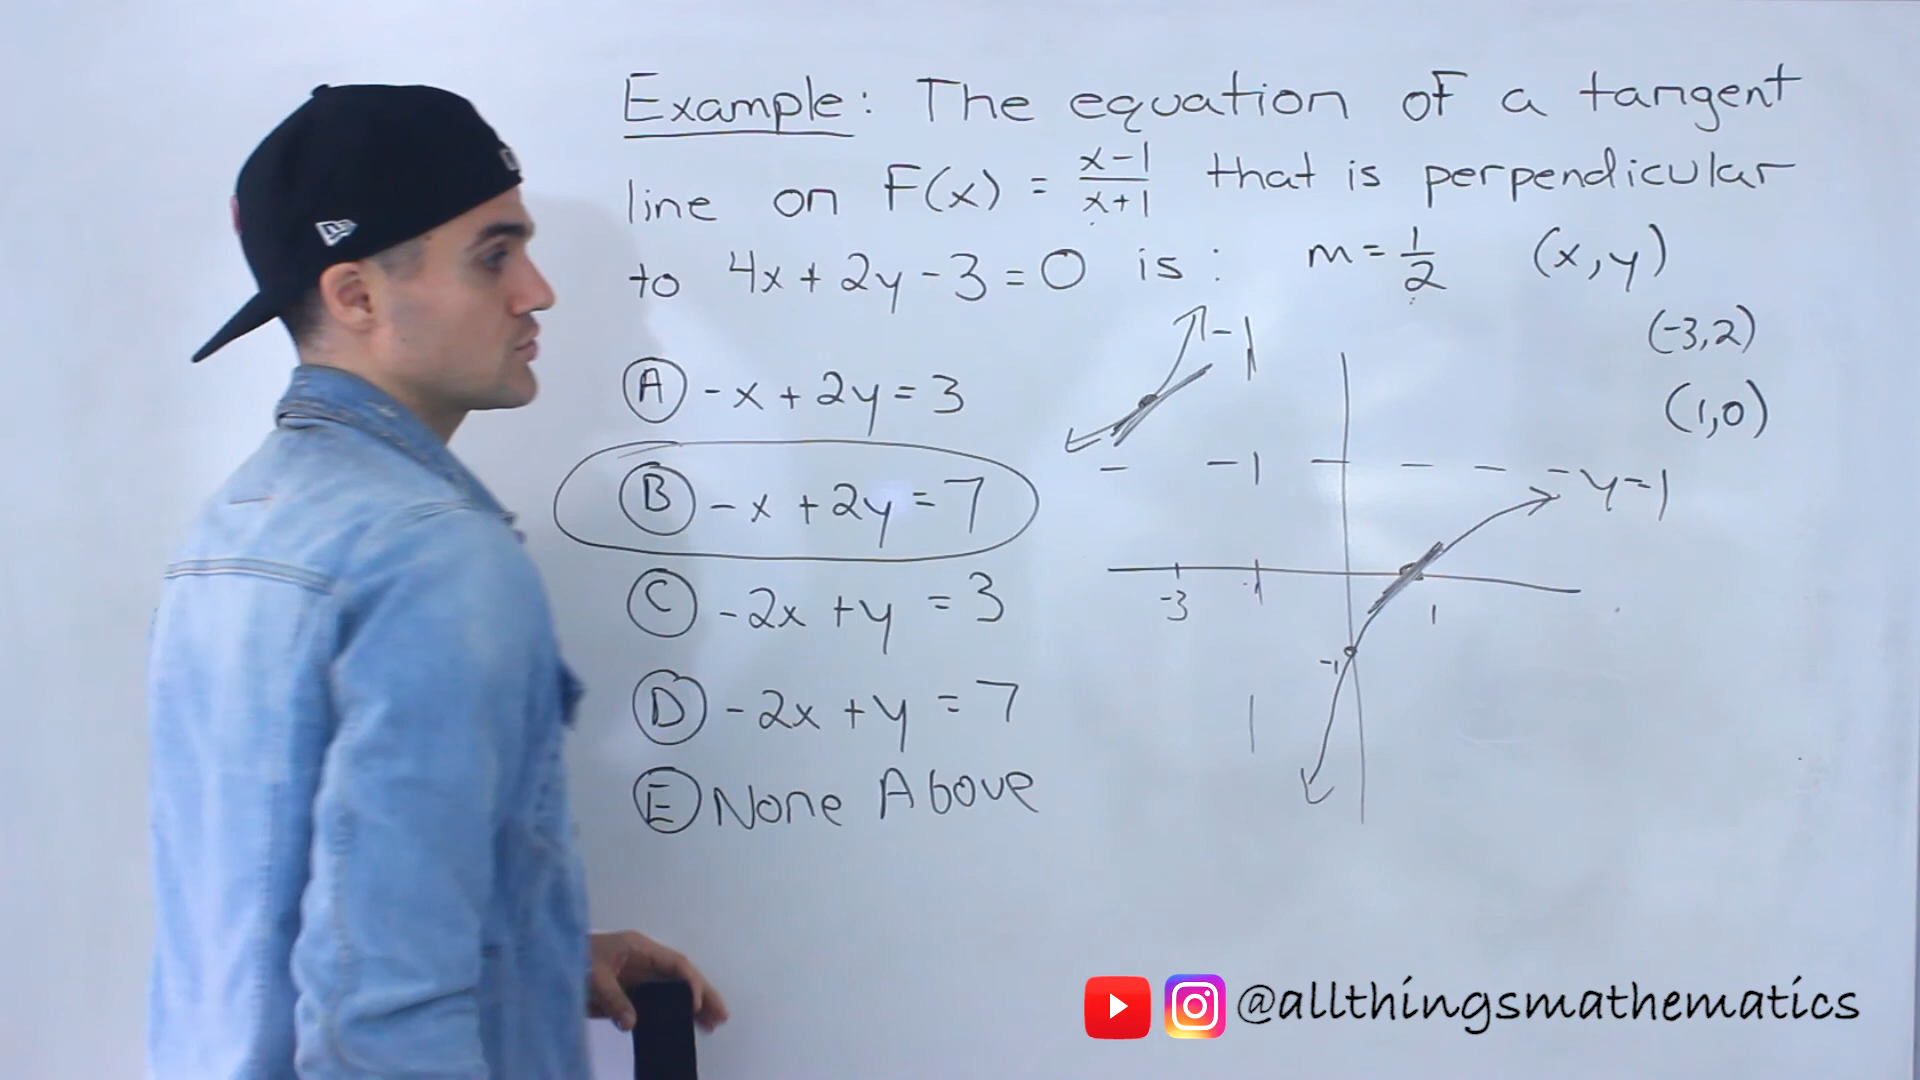 Example: The equation of a tangent
line on F(x) = x-1/x+1 that is perpendicular
to 4x + 2y - 3 = 0 is: m = 1/2 (x, y)
(-3, 2)
(1, 0)
A -x + 2y = 3
B -x + 2y = 7
C -2x + y = 3
D -2x + y = 7
E None Above
y=1
-3
-1
1
-1
@allthingsmathematics